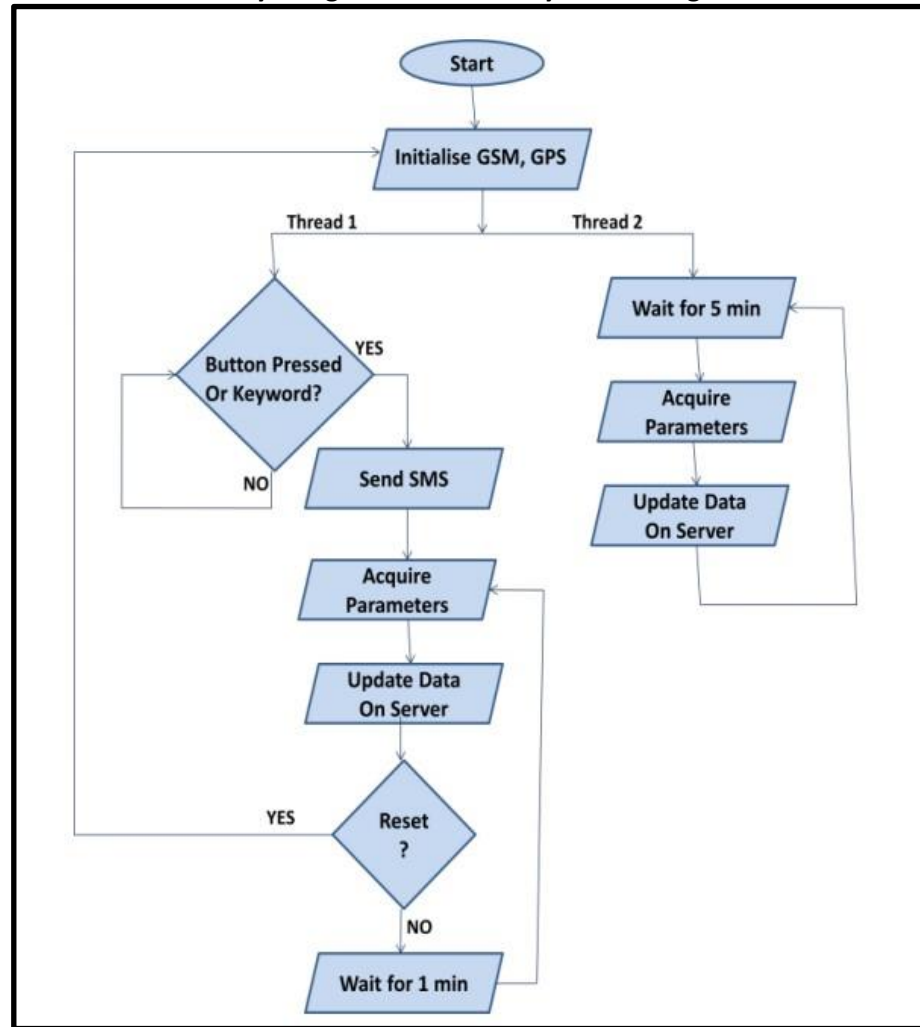 Start
Initialise GSM, GPS
Thread 1
Thread 2
Button Pressed
Or Keyword?
YES
NO
Send SMS
Acquire
Parameters
Update Data
On Server
Reset
?
YES
NO
Wait for 1 min
Wait for 5 min
Acquire
Parameters
Update Data
On Server